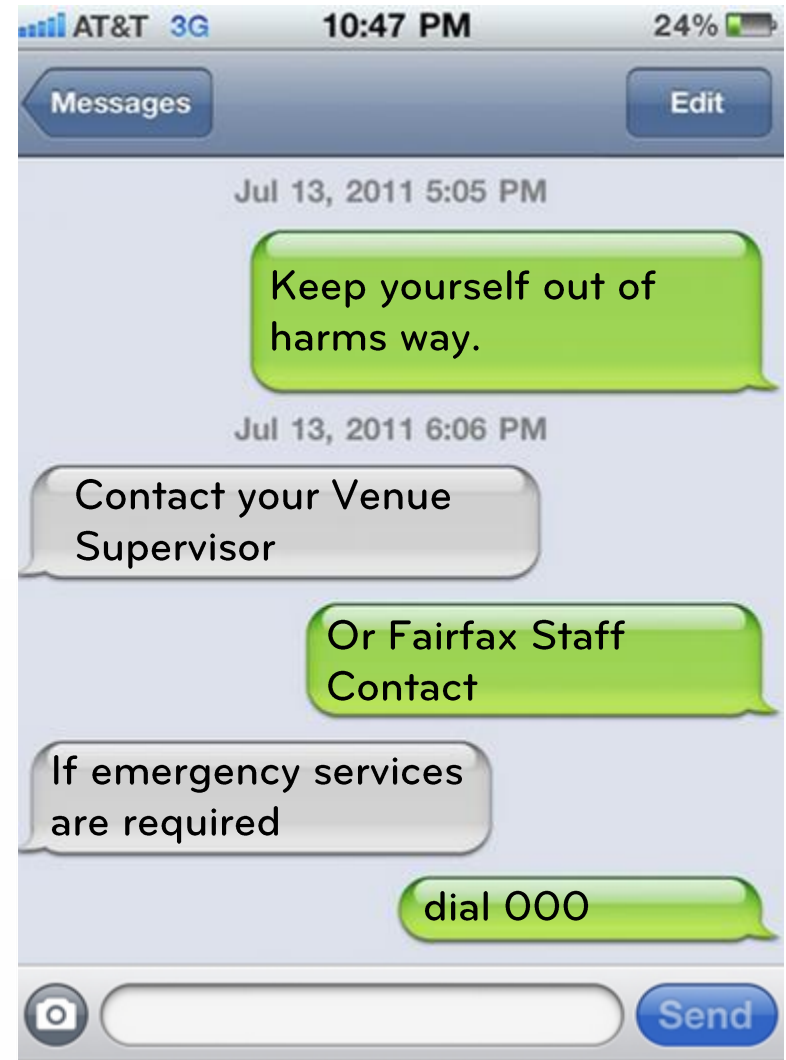 AT&T 3G 10:47 PM 24%
Messages Edit
Jul 13, 2011 5:05 PM
Keep yourself out of
harms way.
Jul 13, 2011 6:06 PM
Contact your Venue
Supervisor
Or Fairfax Staff
Contact
If emergency services
are required
dial 000
Send